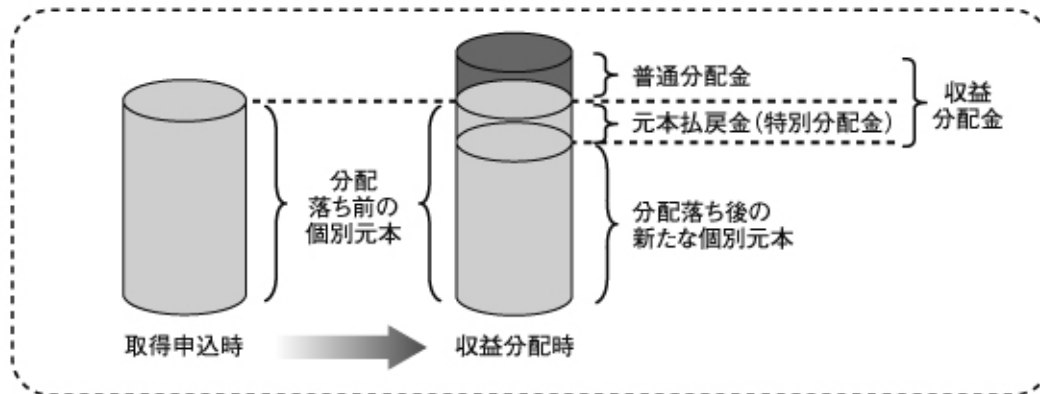 普通分配金
元本払戻金（特別分配金）
収益
分配金
分配
落ち前の
個別元本
分配落ち後の
新たな個別元本
取得申込時
収益分配時